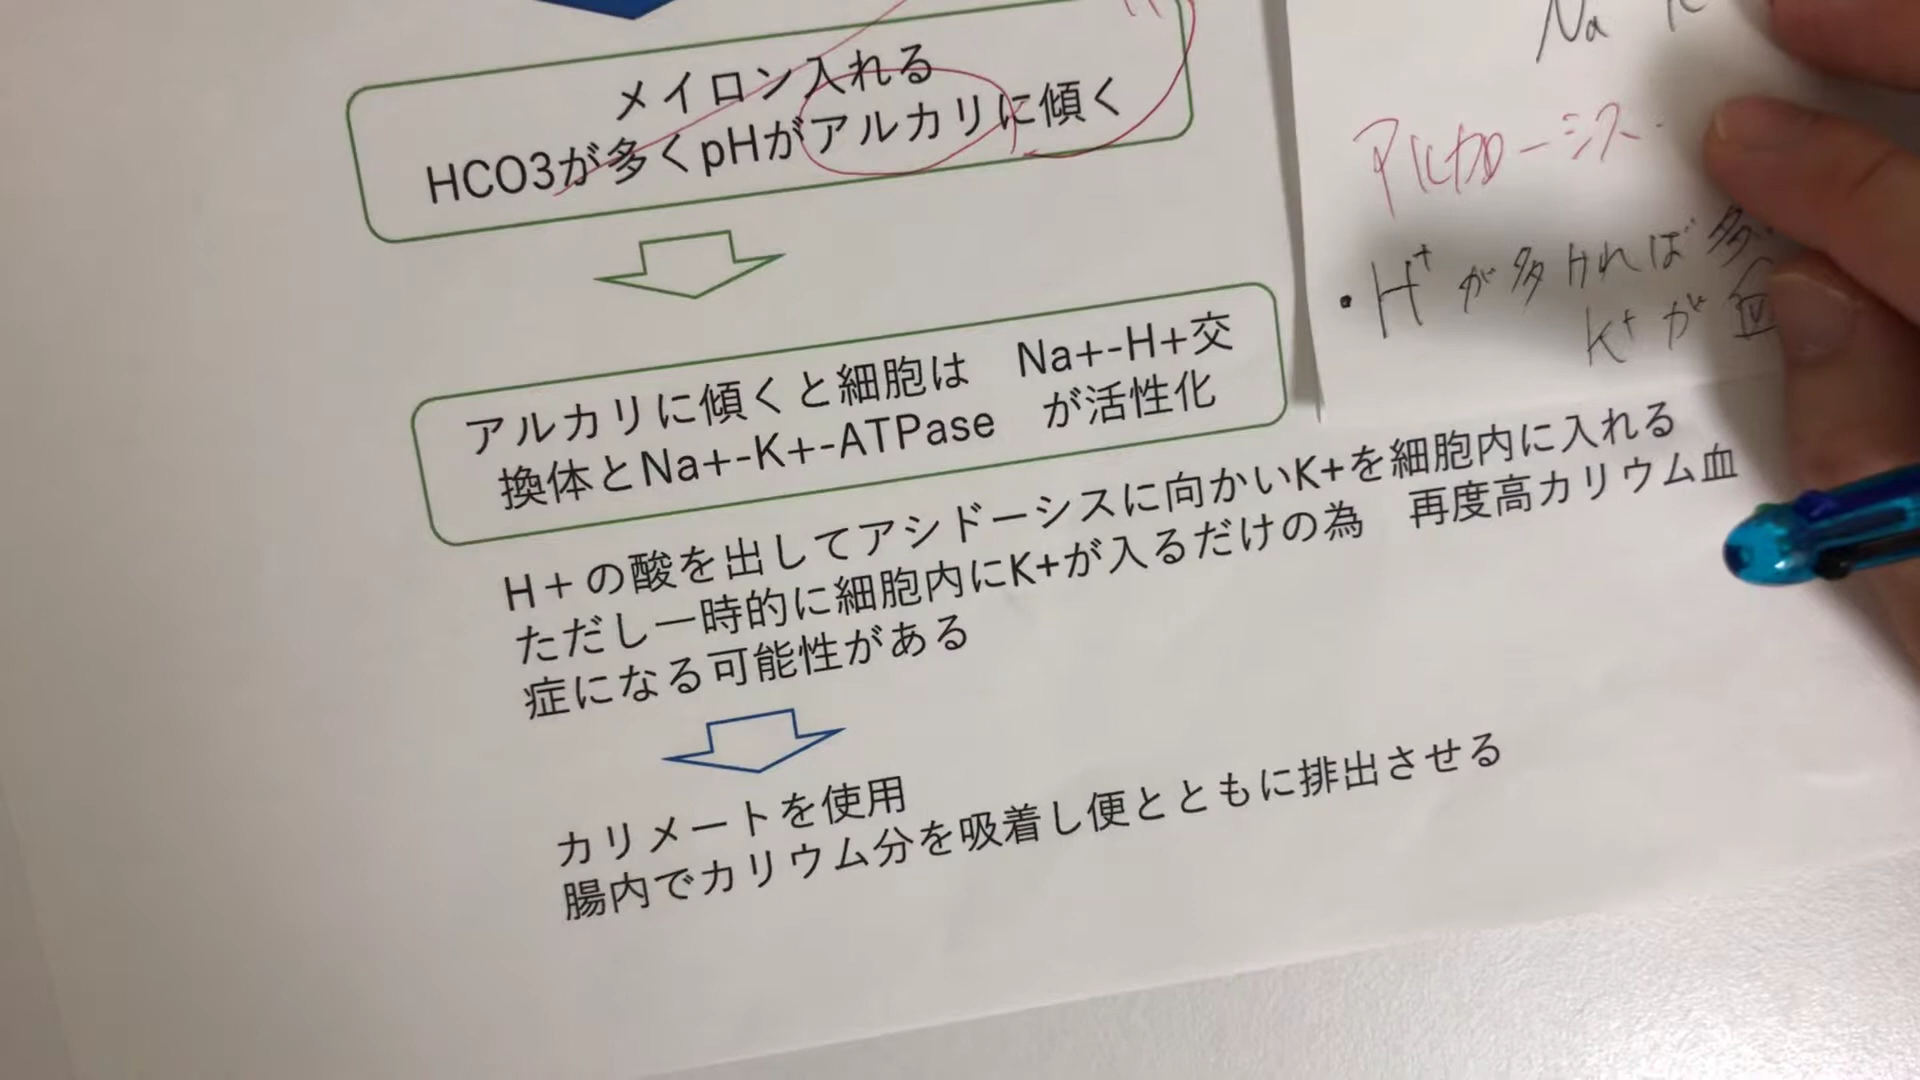 メイロン入れる
HCO3が多くpHがアルカリに傾く
アルカリに傾くと細胞は Na+-H+交
換体とNa+-K+-ATPase が活性化
H+の酸を出してアシドーシスに向かいK+を細胞内に入れる
ただし一時的に細胞内にK+が入るだけの為 再度高カリウム血
症になる可能性がある
カリメートを使用
腸内でカリウム分を吸着し便とともに排出させる
Na K
アルカローシス
・H+が多ければ多
K+が血